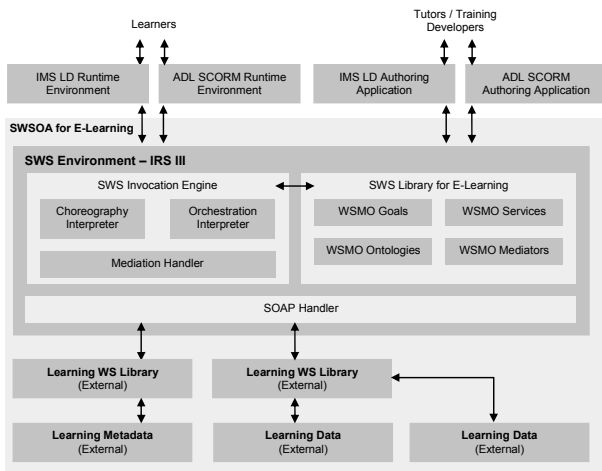 Learners
Tutors / Training
Developers
IMS LD Runtime
Environment
ADL SCORM Runtime
Environment
IMS LD Authoring
Application
ADL SCORM
Authoring Application
SWSOA for E-Learning
SWS Environment – IRS III
SWS Invocation Engine
SWS Library for E-Learning
Choreography
Interpreter
Orchestration
Interpreter
WSMO Goals
WSMO Services
Mediation Handler
WSMO Ontologies
WSMO Mediators
SOAP Handler
Learning WS Library
(External)
Learning WS Library
(External)
Learning Metadata
(External)
Learning Data
(External)
Learning Data
(External)